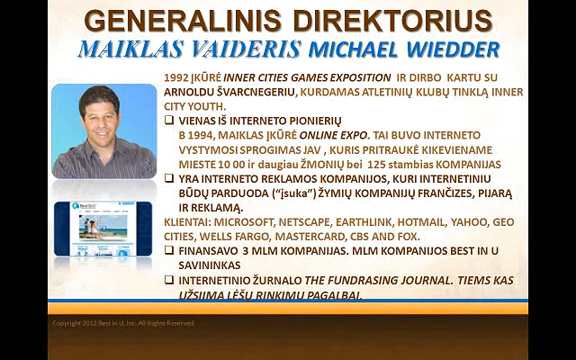 GENERALINIS DIREKTORIUS
MAIKLAS VAIDERIS MICHAEL WIEDDER
1992 ĮKŪRĖ INNER CITIES GAMES EXPOSITION IR DIRBO KARTU SU
ARNOLDU ŠVARCNEGERIU, KURDAMAS ATLETINIŲ KLUBŲ TINKLĄ INNER
CITY YOUTH.
VIENAS IŠ INTERNETO PIONIERIŲ
B 1994, MAIKLAS ĮKŪRĖ ONLINE EXPO. TAI BUVO INTERNETO
VYSTYMOSI SPROGIMAS JAV , KURIS PRITRAUKĖ KIKEVIENAME
MIESTE 10 00 ir daugiau ŽMONIŲ bei 125 stambias KOMPANIJAS
YRA INTERNETO REKLAMOS KOMPANIJOS, KURI INTERNETINIU
BŪDŲ PARDUODA ("įsuka") ŽYMIŲ KOMPANJŲ FRANČIZES, PIJARĄ
IR REKLAMĄ.
KLIENTAI: MICROSOFT, NETSCAPE, EARTHLINK, HOTMAIL, YAHOO, GEO
CITIES, WELLS FARGO, MASTERCARD, CBS AND FOX.
FINANSAVO 3 MLM KOMPANIJAS. MLM KOMPANIJOS BEST IN U
SAVININKAS
INTERNETINIO ŽURNALO THE FUNDRASING JOURNAL. TIEMS KAS
UŽSIIMA LĖŠU RINKIMU PAGALBAI.
Copyright 2012 Best in U, Inc. All Rights Reserved